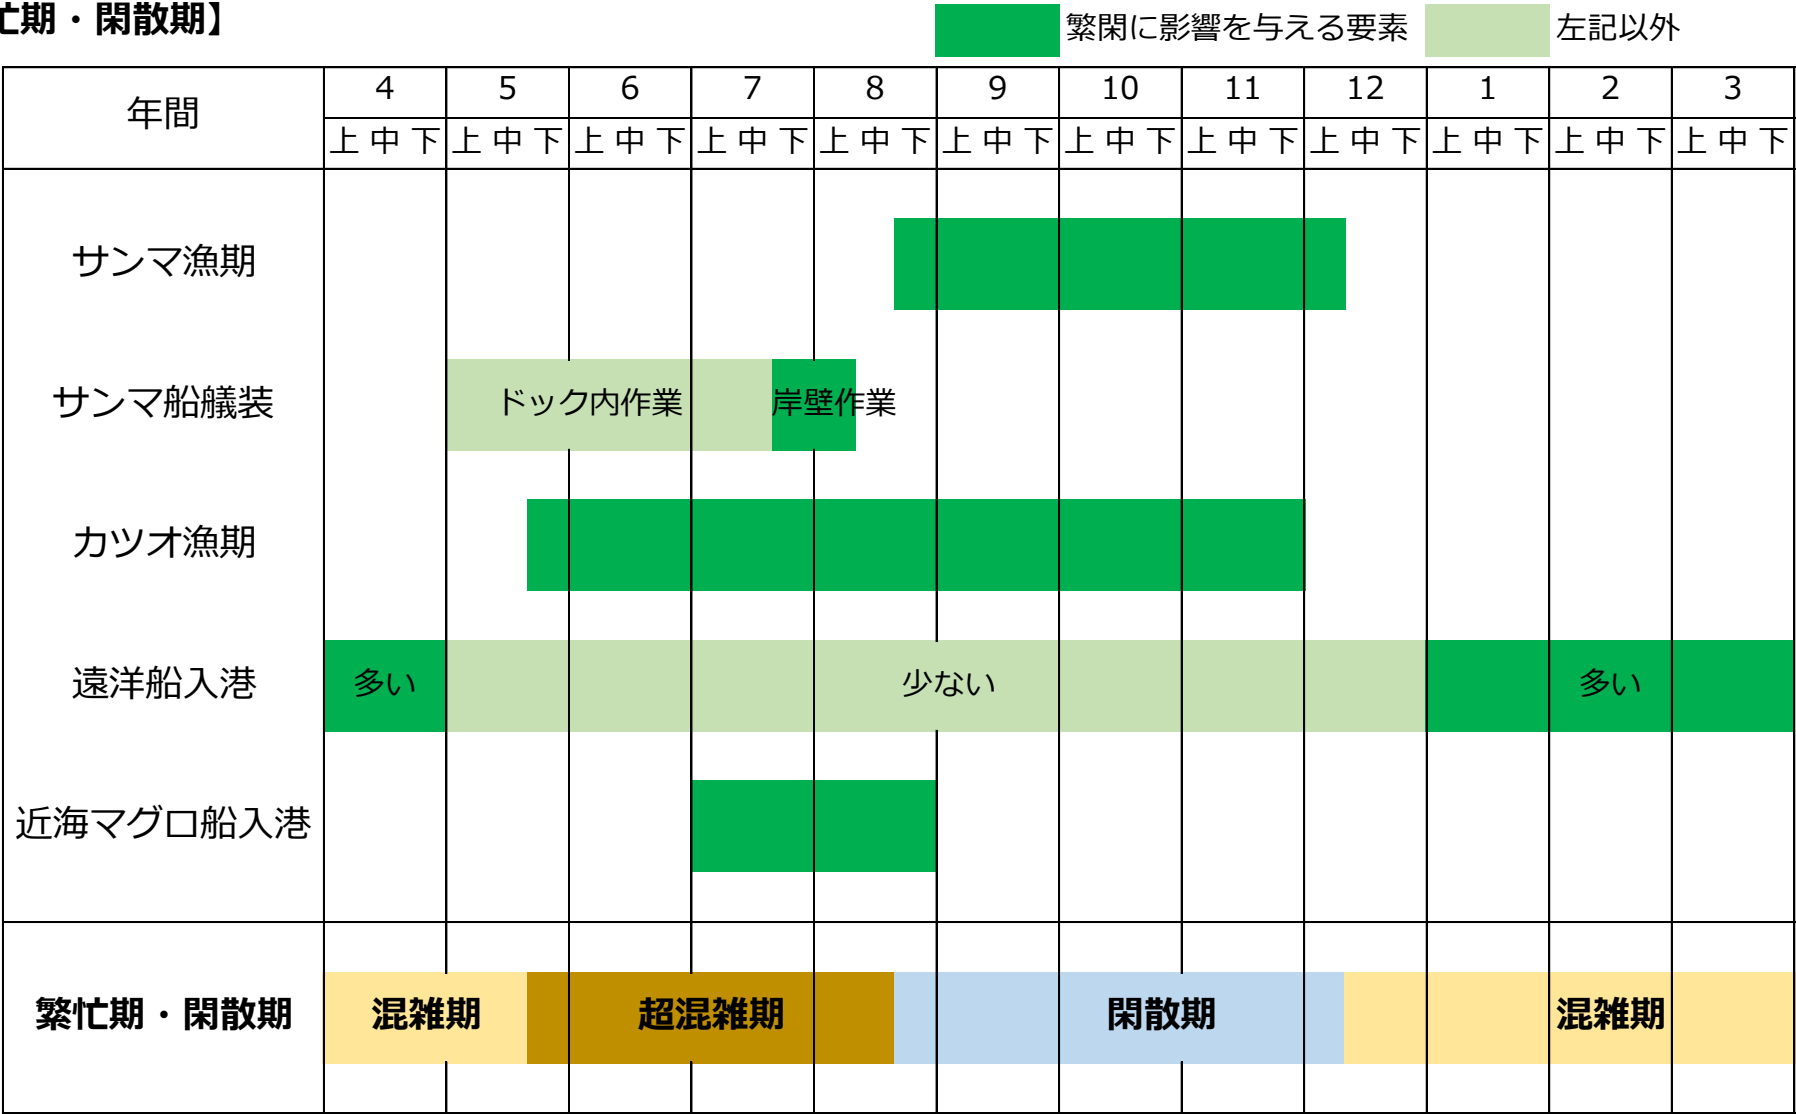 忙期・閑散期】
繁閑に影響を与える要素 左記以外
年間 4 5 6 7 8 9 10 11 12 1 2 3
上 中 下 上 中 下 上 中 下 上 中 下 上 中 下 上 中 下 上 中 下 上 中 下 上 中 下 上 中 下 上 中 下 上 中 下
サンマ漁期
サンマ船艤装 ドック内作業 岸壁作業
カツオ漁期
遠洋船入港 多い 少ない 多い
近海マグロ船入港
繁忙期・閑散期 混雑期 超混雑期 閑散期 混雑期